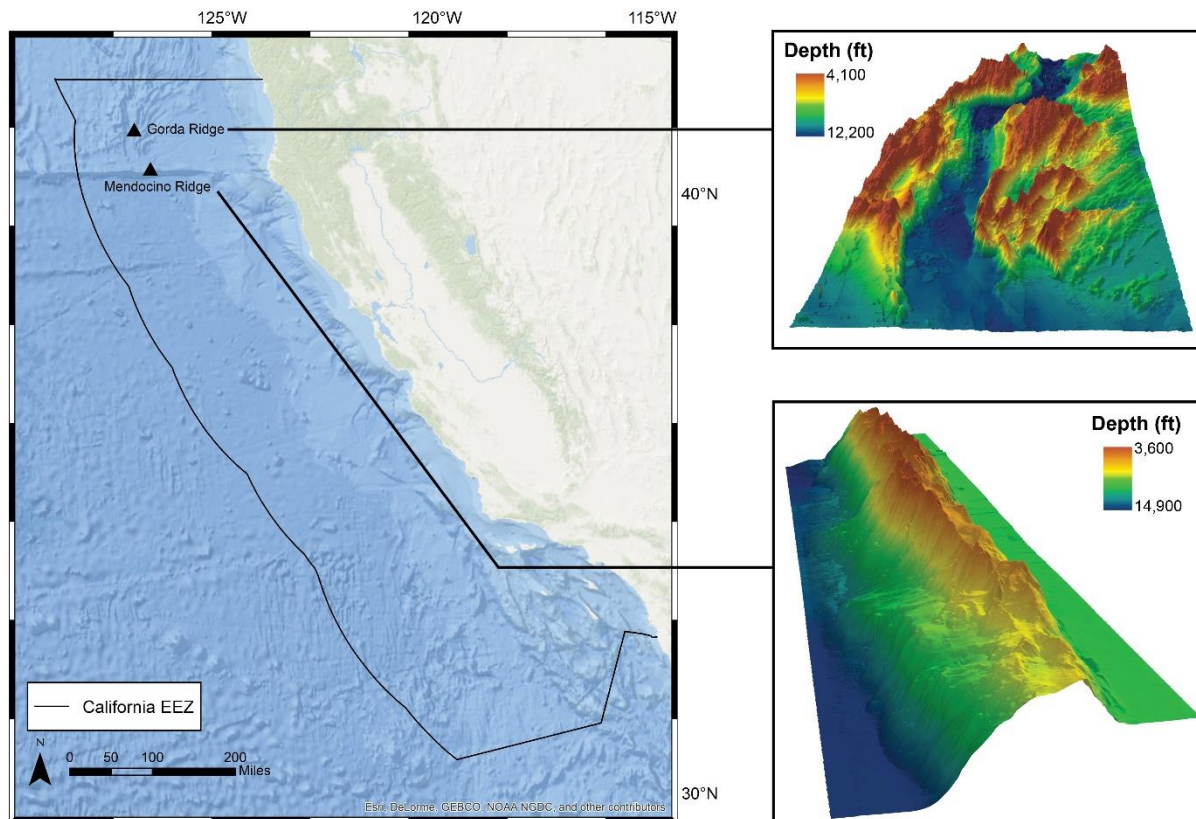 125°W
120°W
115°W
Gorda Ridge
Mendocino Ridge
40°N
30°N
California EEZ
N
0 50 100 200
Miles
Esri, DeLorme, GEBCO, NOAA NGDC, and other contributors
Depth (ft)
4,100
12,200
Depth (ft)
3,600
14,900